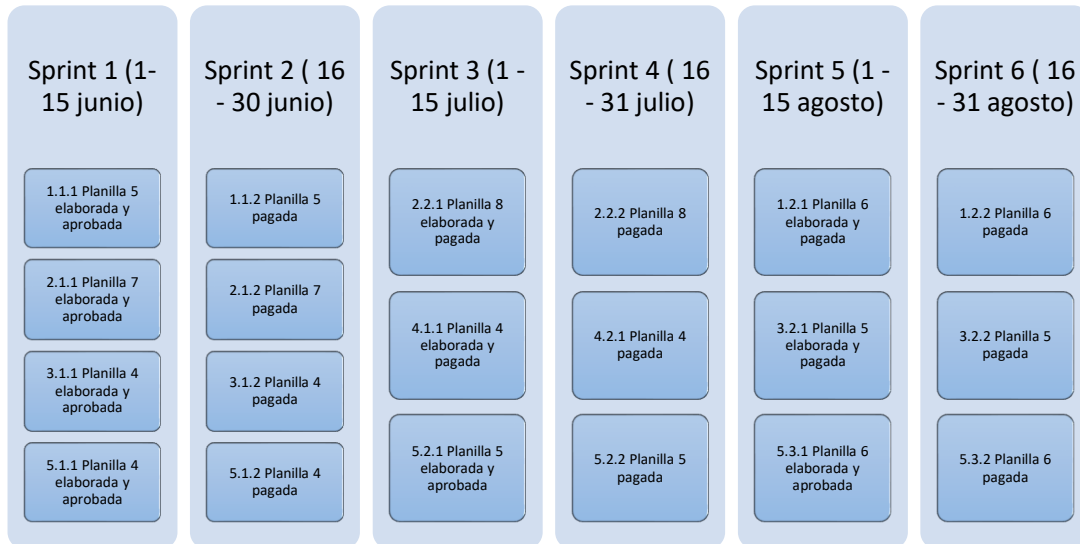 Sprint 1 (1-
15 junio)
1.1.1 Planilla 5
elaborada y
aprobada
2.1.1 Planilla 7
elaborada y
aprobada
3.1.1 Planilla 4
elaborada y
aprobada
5.1.1 Planilla 4
elaborada y
aprobada
Sprint 2 ( 16
- 30 junio)
1.1.2 Planilla 5
pagada
2.1.2 Planilla 7
pagada
3.1.2 Planilla 4
pagada
5.1.2 Planilla 4
pagada
Sprint 3 (1 -
15 julio)
2.2.1 Planilla 8
elaborada y
pagada
4.1.1 Planilla 4
elaborada y
pagada
5.2.1 Planilla 5
elaborada y
aprobada
Sprint 4 ( 16
- 31 julio)
2.2.2 Planilla 8
pagada
4.2.1 Planilla 4
pagada
5.2.2 Planilla 5
pagada
Sprint 5 (1 -
15 agosto)
1.2.1 Planilla 6
elaborada y
pagada
3.2.1 Planilla 5
elaborada y
pagada
5.3.1 Planilla 6
elaborada y
aprobada
Sprint 6 ( 16
- 31 agosto)
1.2.2 Planilla 6
pagada
3.2.2 Planilla 5
pagada
5.3.2 Planilla 6
pagada